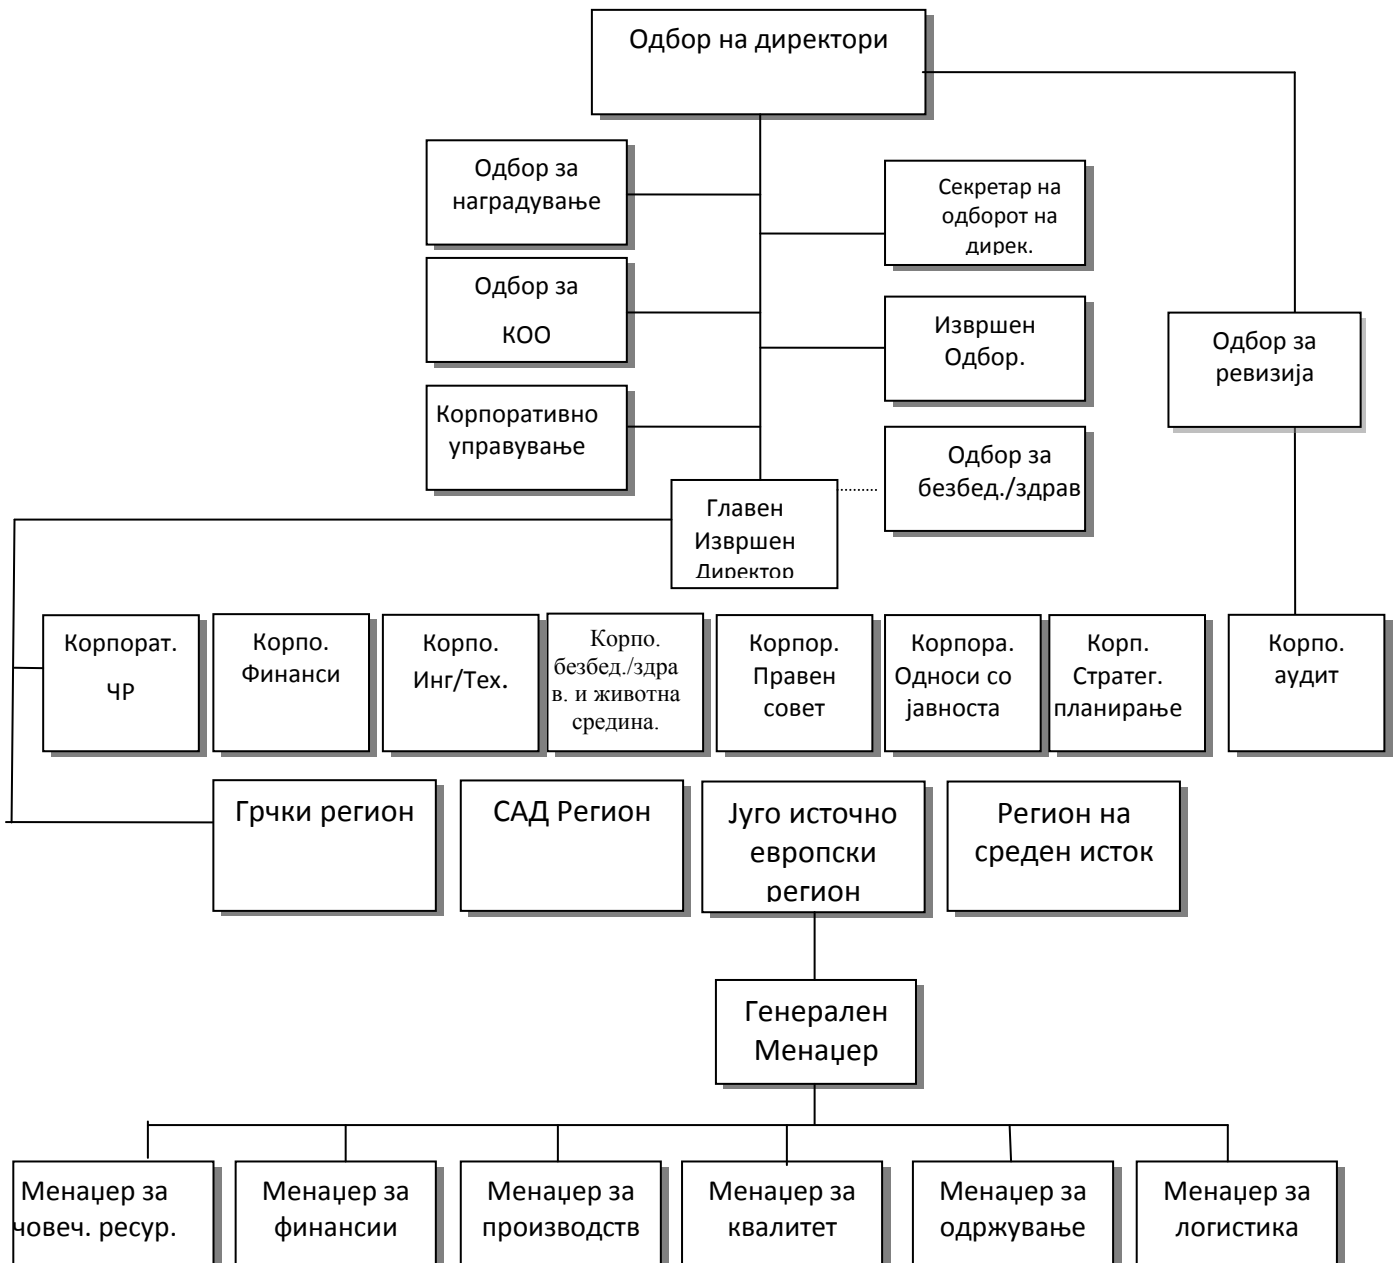 Одбор на директори
Одбор за
наградување
Секретар на
одборот на
дирек.
Одбор за
КОО
Извршен
Одбор.
Одбор за
ревизија
Корпоративно
управување
Одбор за
безбед./здрав
Главен
Извршен
Директор
Корпорат.
ЧР
Корпо.
Финанси
Корпо.
Инг/Тех.
Корпо.
безбед./здра
в. и животна
средина.
Корпор.
Правен
совет
Корпора.
Односи со
јавноста
Корп.
Стратег.
планирање
Корпо.
аудит
Грчки регион
САД Регион
Југо источно
европски
регион
Регион на
среден исток
Генерален
Менаџер
Менаџер за
човеч. ресур.
Менаџер за
финансии
Менаџер за
производств
Менаџер за
квалитет
Менаџер за
одржување
Менаџер за
логистика